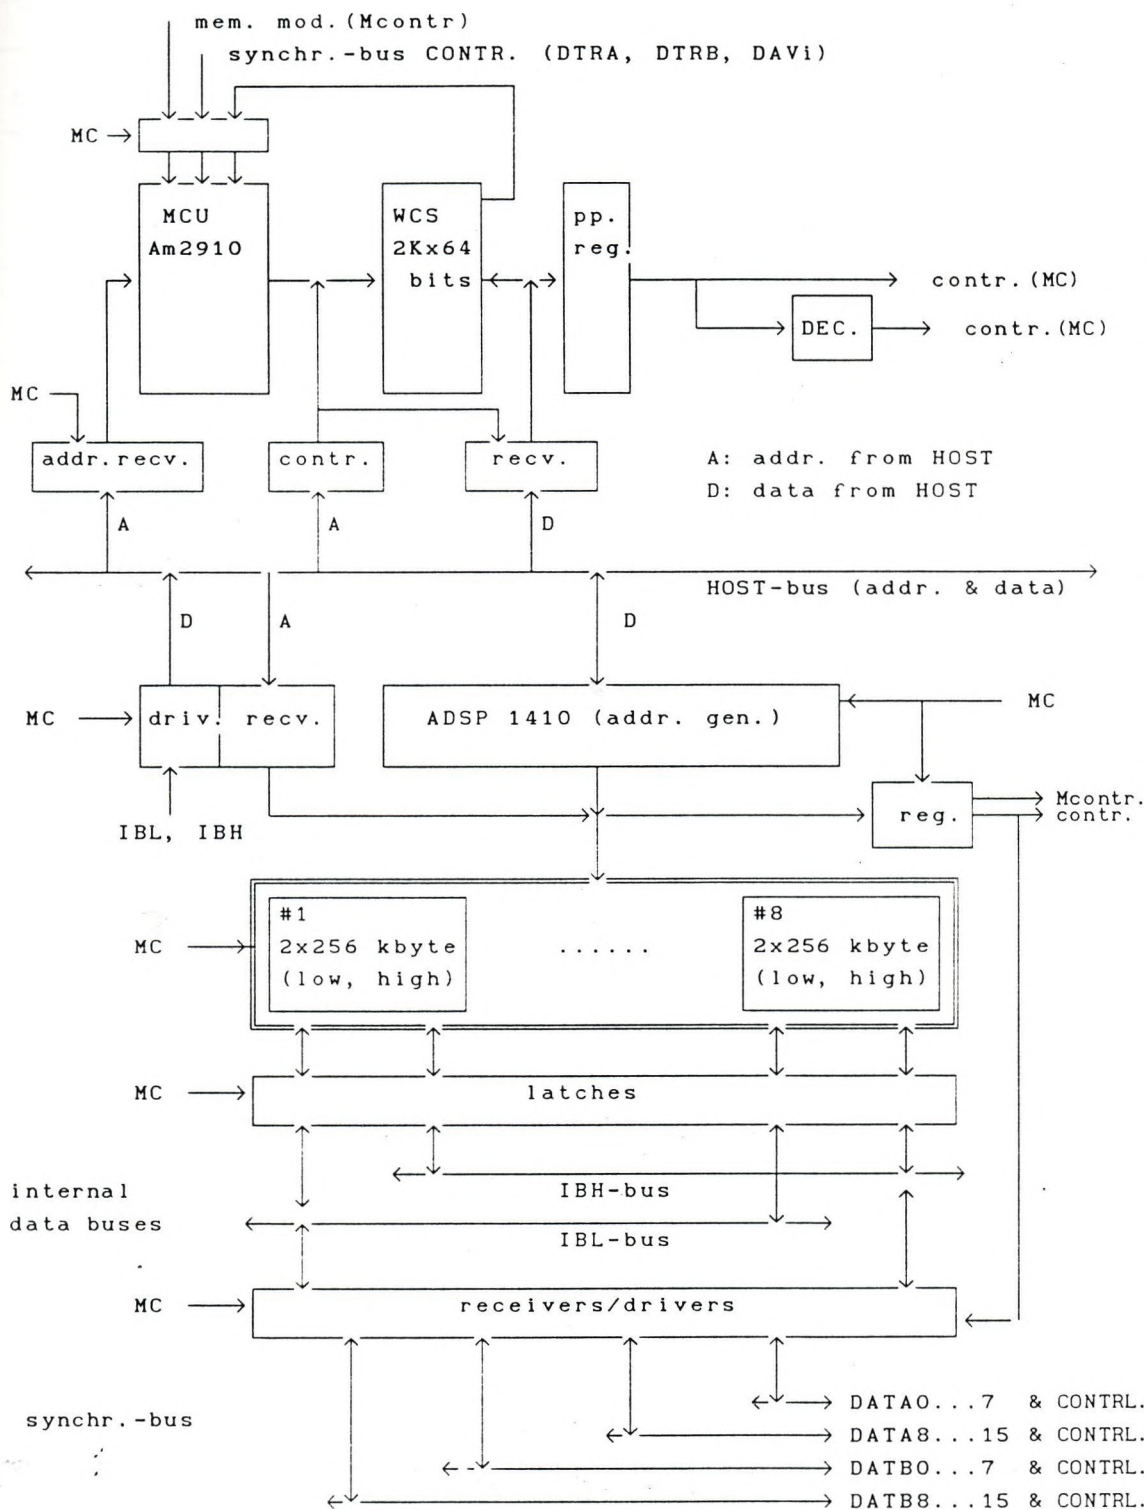 mem. mod.(Mcontr)
synchr.-bus CONTR. (DTRA, DTRB, DAVi)
MC
MCU
Am2910
WCS
2Kx64
bits
pp.
reg.
contr.(MC)
DEC.
contr.(MC)
MC
addr.recv.
contr.
recv.
A: addr. from HOST
D: data from HOST
A
A
D
HOST-bus (addr. & data)
D
A
D
MC
driv.
recv.
ADSP 1410 (addr. gen.)
MC
IBL, IBH
reg.
Mcontr.
contr.
MC
#1
2x256 kbyte
(low, high)
......
#8
2x256 kbyte
(low, high)
MC
latches
internal
data buses
IBH-bus
IBL-bus
MC
receivers/drivers
synchr.-bus
DATA0...7 & CONTRL.
DATA8...15 & CONTRL.
DATB0...7 & CONTRL.
DATB8...15 & CONTRL.